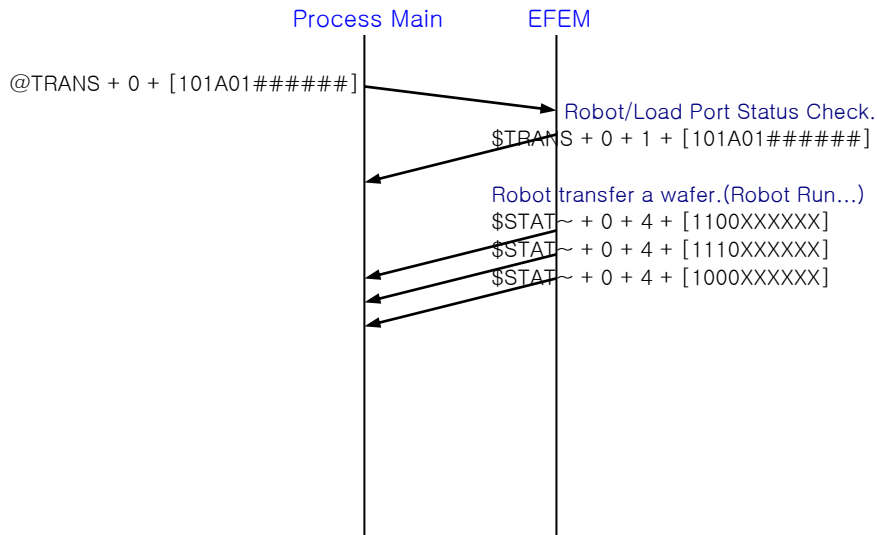 Process Main
EFEM
@TRANS + 0 + [101A01######]
Robot/Load Port Status Check.
$TRANS + 0 + 1 + [101A01######]
Robot transfer a wafer.(Robot Run...)
$STAT~ + 0 + 4 + [1100XXXXXX]
$STAT~ + 0 + 4 + [1110XXXXXX]
$STAT~ + 0 + 4 + [1000XXXXXX]